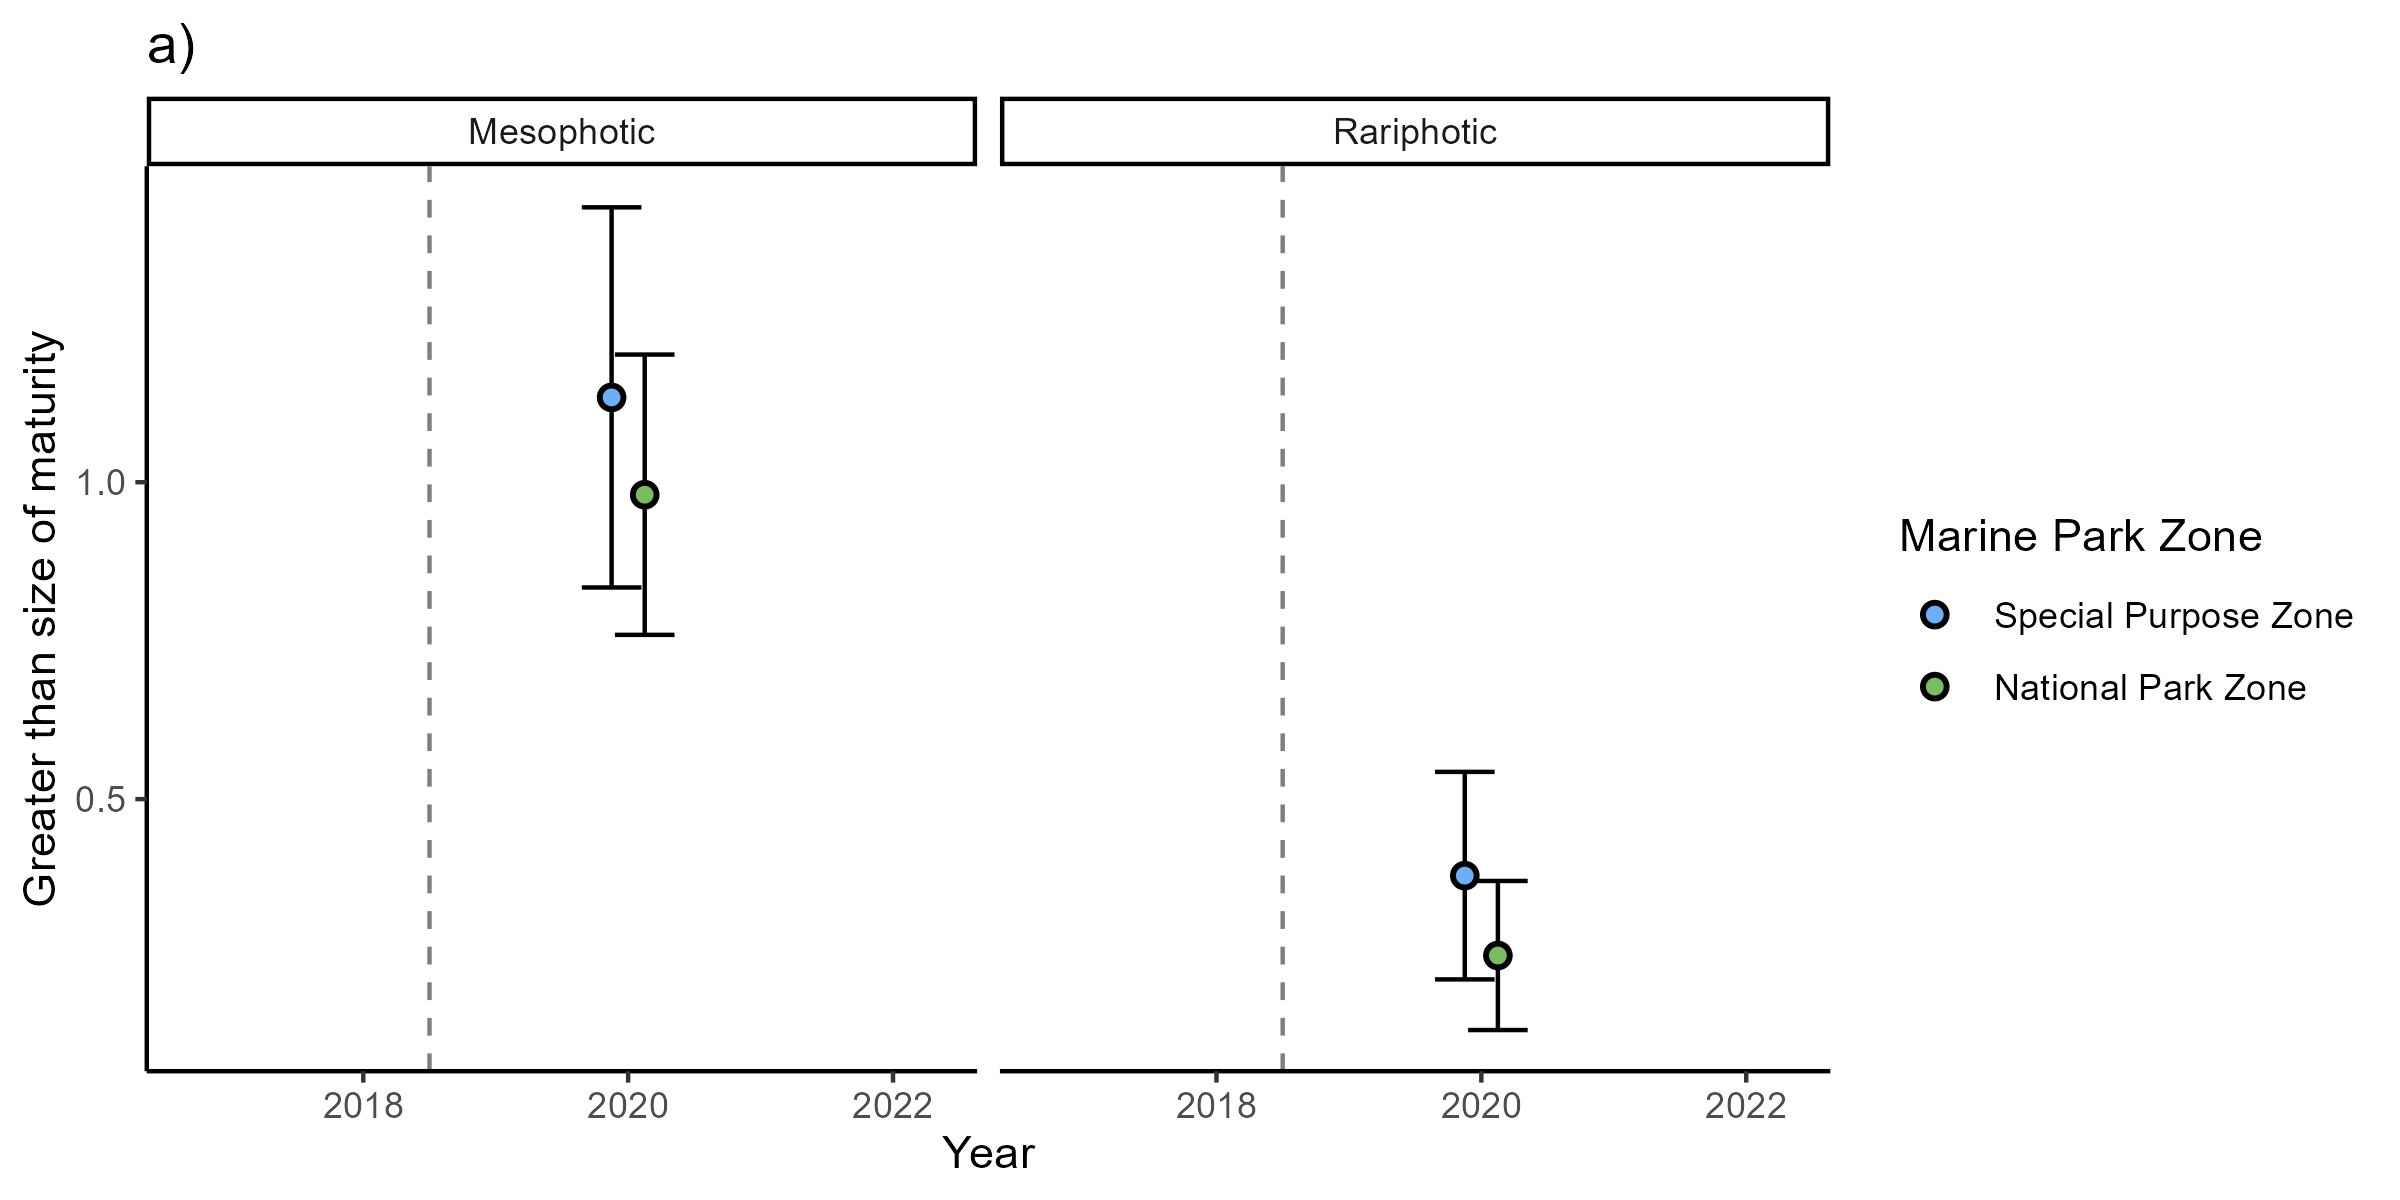 a)
Mesophotic
Rariphotic
Greater than size of maturity
1.0
0.5
2018
2020
2022
2018
2020
2022
Year
Marine Park Zone
Special Purpose Zone
National Park Zone